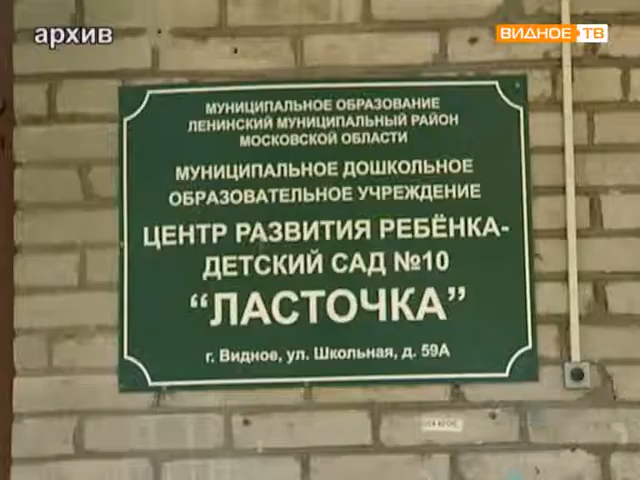 архив
ВИДНОЕ ТВ
МУНИЦИПАЛЬНОЕ ОБРАЗОВАНИЕ
ЛЕНИНСКИЙ МУНИЦИПАЛЬНЫЙ РАЙОН
МОСКОВСКОЙ ОБЛАСТИ
МУНИЦИПАЛЬНОЕ ДОШКОЛЬНОЕ
ОБРАЗОВАТЕЛЬНОЕ УЧРЕЖДЕНИЕ
ЦЕНТР РАЗВИТИЯ РЕБЁНКА-
ДЕТСКИЙ САД №10
“ЛАСТОЧКА”
г. Видное, ул. Школьная, д. 59А